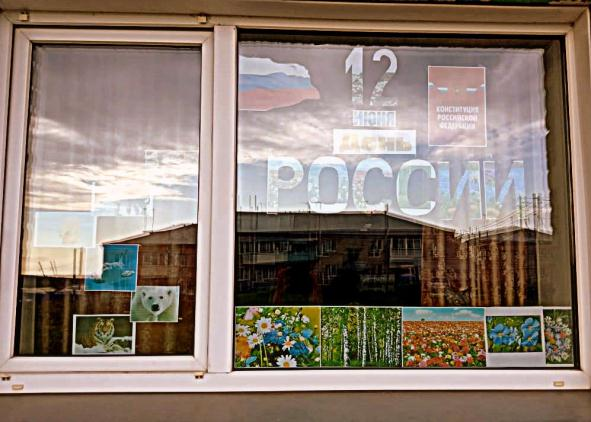 12
ИЮНЯ
День
РОССИИ
КОНСТИТУЦИЯ
РОССИЙСКОЙ
ФЕДЕРАЦИИ